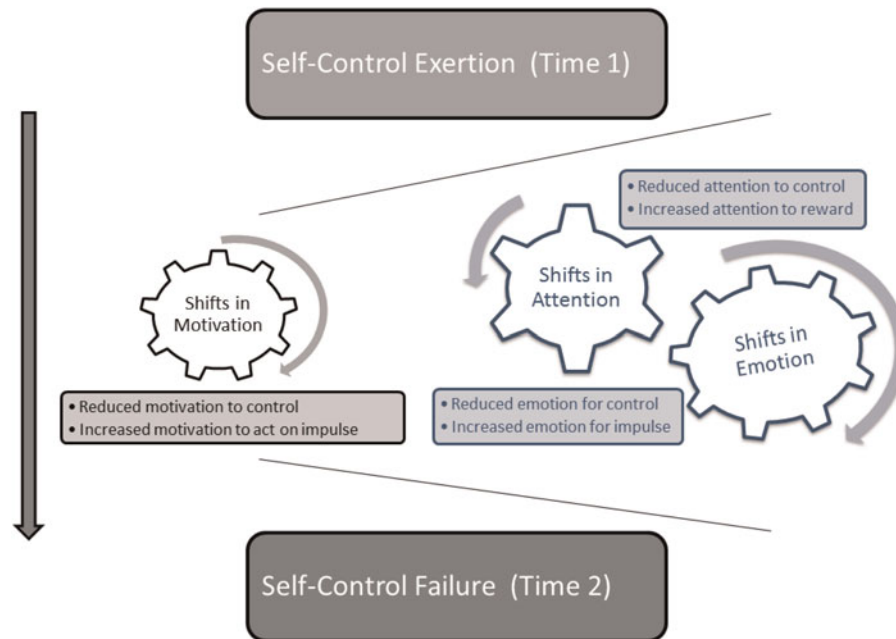 Self-Control Exertion (Time 1)
• Reduced attention to control
• Increased attention to reward
Shifts in
Attention
Shifts in
Motivation
Shifts in
Emotion
• Reduced motivation to control
• Increased motivation to act on impulse
• Reduced emotion for control
• Increased emotion for impulse
Self-Control Failure (Time 2)